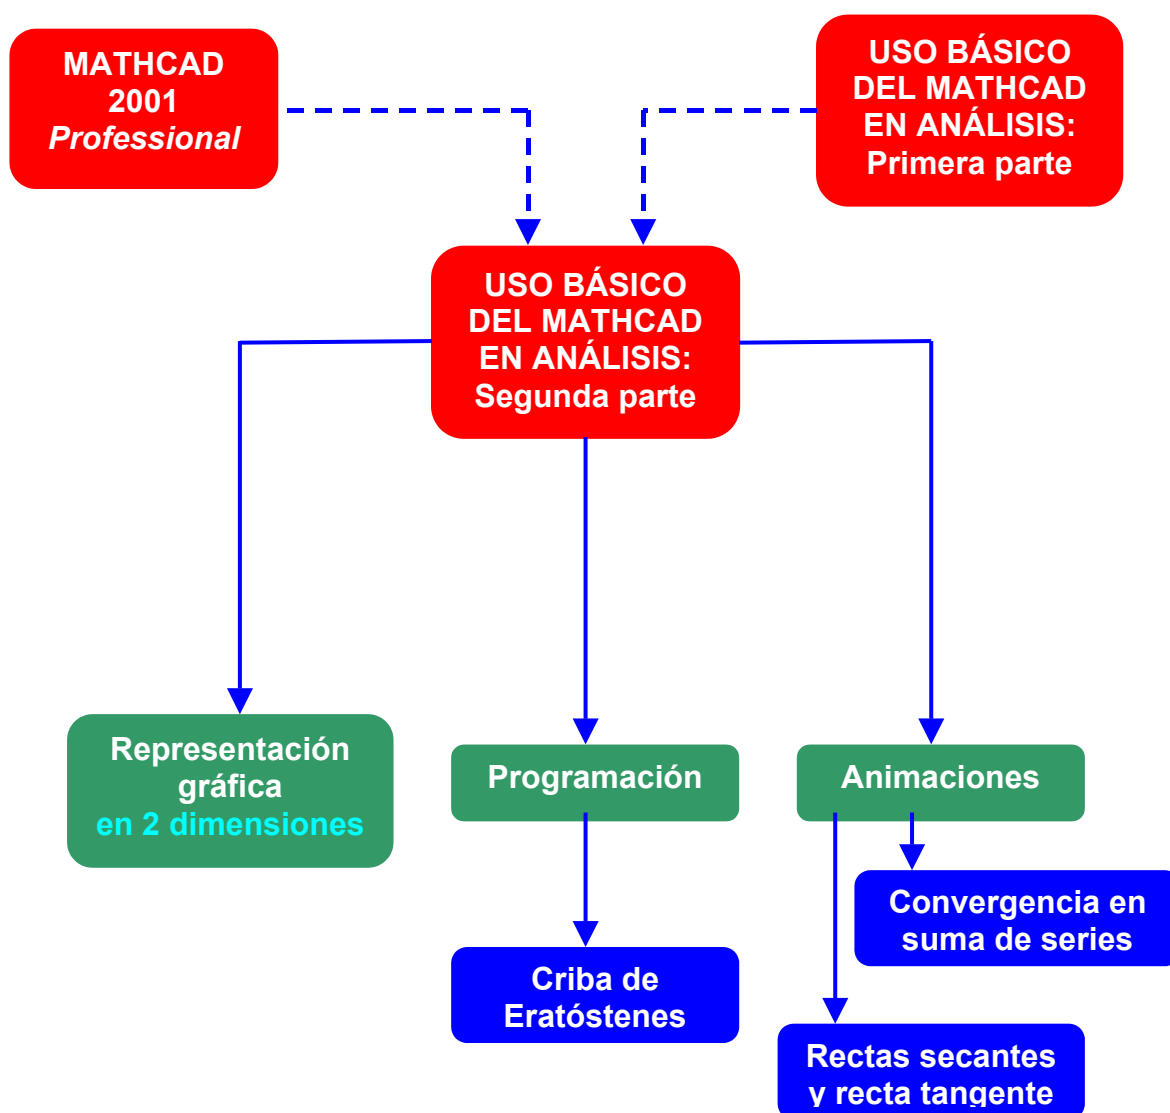 MATHCAD
2001
Professional
USO BÁSICO
DEL MATHCAD
EN ANÁLISIS:
Primera parte
USO BÁSICO
DEL MATHCAD
EN ANÁLISIS:
Segunda parte
Representación
gráfica
en 2 dimensiones
Programación
Animaciones
Convergencia en
suma de series
Criba de
Eratóstenes
Rectas secantes
y recta tangente